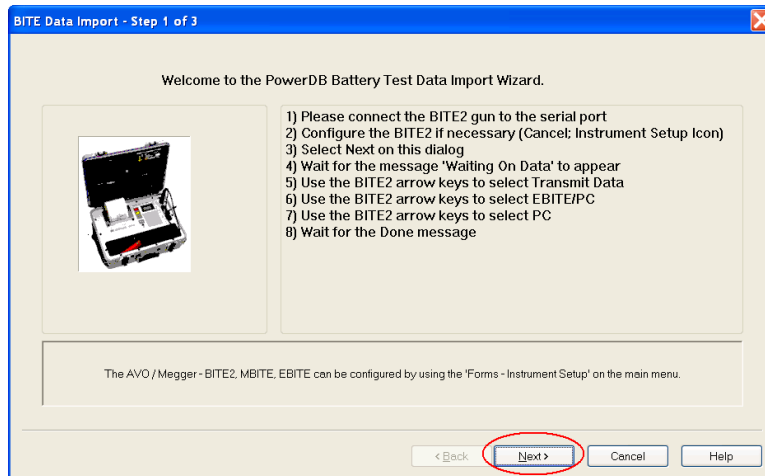 BITE Data Import - Step 1 of 3
Welcome to the PowerDB Battery Test Data Import Wizard.
1) Please connect the BITE2 gun to the serial port
2) Configure the BITE2 if necessary (Cancel; Instrument Setup Icon)
3) Select Next on this dialog
4) Wait for the message 'Waiting On Data' to appear
5) Use the BITE2 arrow keys to select Transmit Data
6) Use the BITE2 arrow keys to select EBITE/PC
7) Use the BITE2 arrow keys to select PC
8) Wait for the Done message
The AVO / Megger - BITE2, MBITE, EBITE can be configured by using the 'Forms - Instrument Setup' on the main menu.
< Back Next > Cancel Help